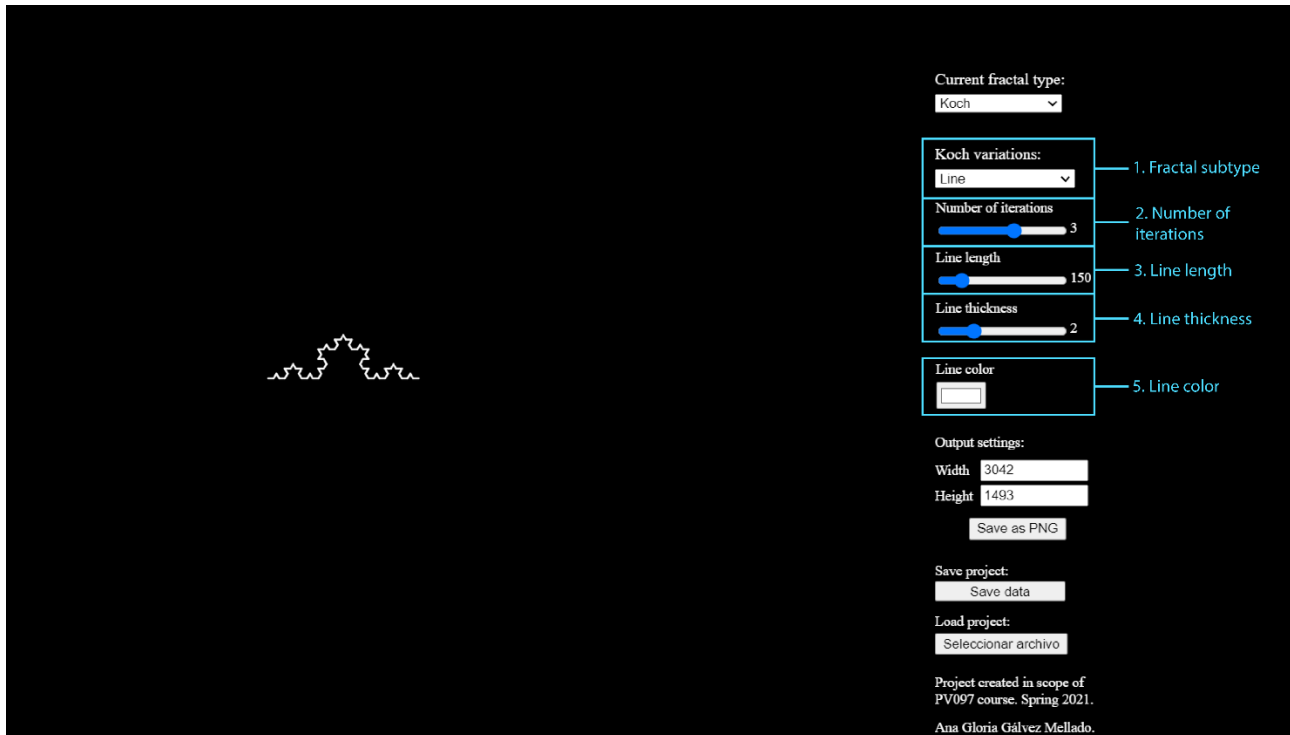 Current fractal type:
Koch
Koch variations:
Line
1. Fractal subtype
Number of iterations
3
2. Number of
iterations
Line length
150
3. Line length
Line thickness
2
4. Line thickness
Line color
5. Line color
Output settings:
Width 3042
Height 1493
Save as PNG
Save project:
Save data
Load project:
Seleccionar archivo
Project created in scope of
PV097 course. Spring 2021.
Ana Gloria Gálvez Mellado.